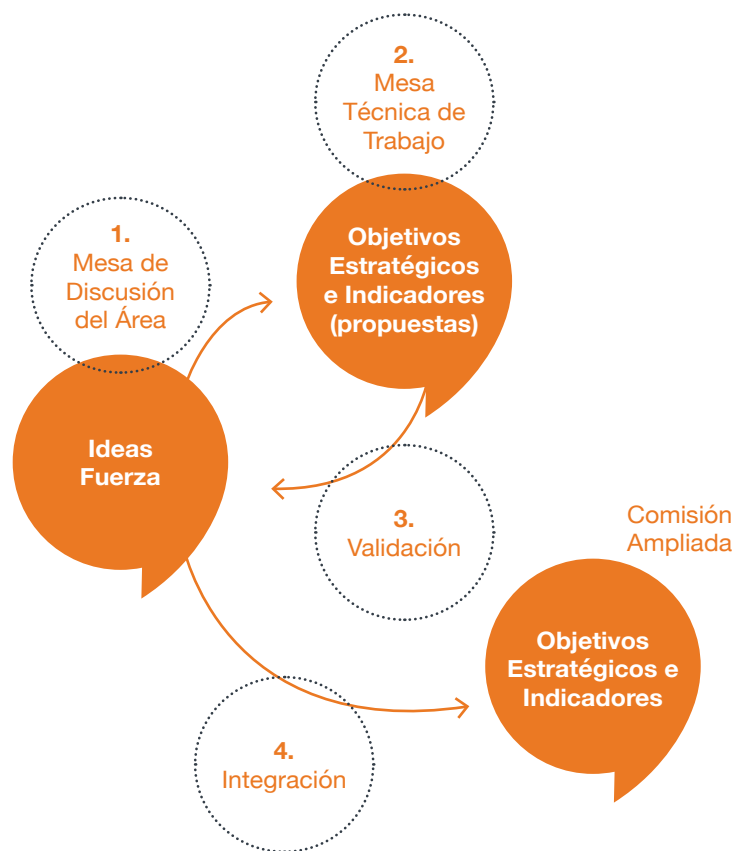 1.
Mesa de
Discusión
del Área
Ideas
Fuerza
2.
Mesa
Técnica de
Trabajo
Objetivos
Estratégicos
e Indicadores
(propuestas)
3.
Validación
4.
Integración
Comisión
Ampliada
Objetivos
Estratégicos e
Indicadores